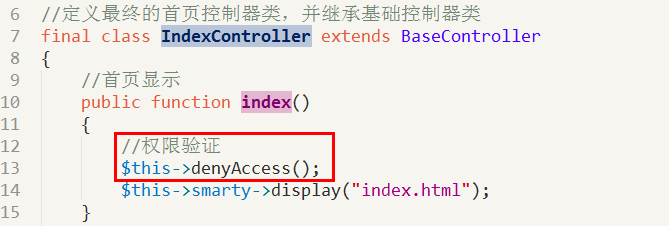 6 //定义最终的首页控制器类，并继承基础控制器类
7 final class IndexController extends BaseController
8 {
9 //首页显示
10 public function index()
11 {
12 //权限验证
13 $this->denyAccess();
14 $this->smarty->display("index.html");
15 }